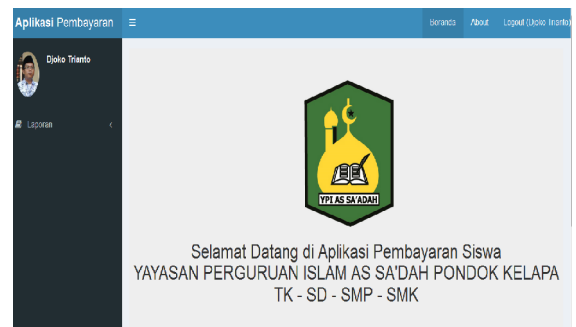 Aplikasi Pembayaran
Beranda About Logout (Djoko Trianto)
Djoko Trianto
Laporan
YPI AS SA'ADAH
Selamat Datang di Aplikasi Pembayaran Siswa
YAYASAN PERGURUAN ISLAM AS SA'DAH PONDOK KELAPA
TK - SD - SMP - SMK